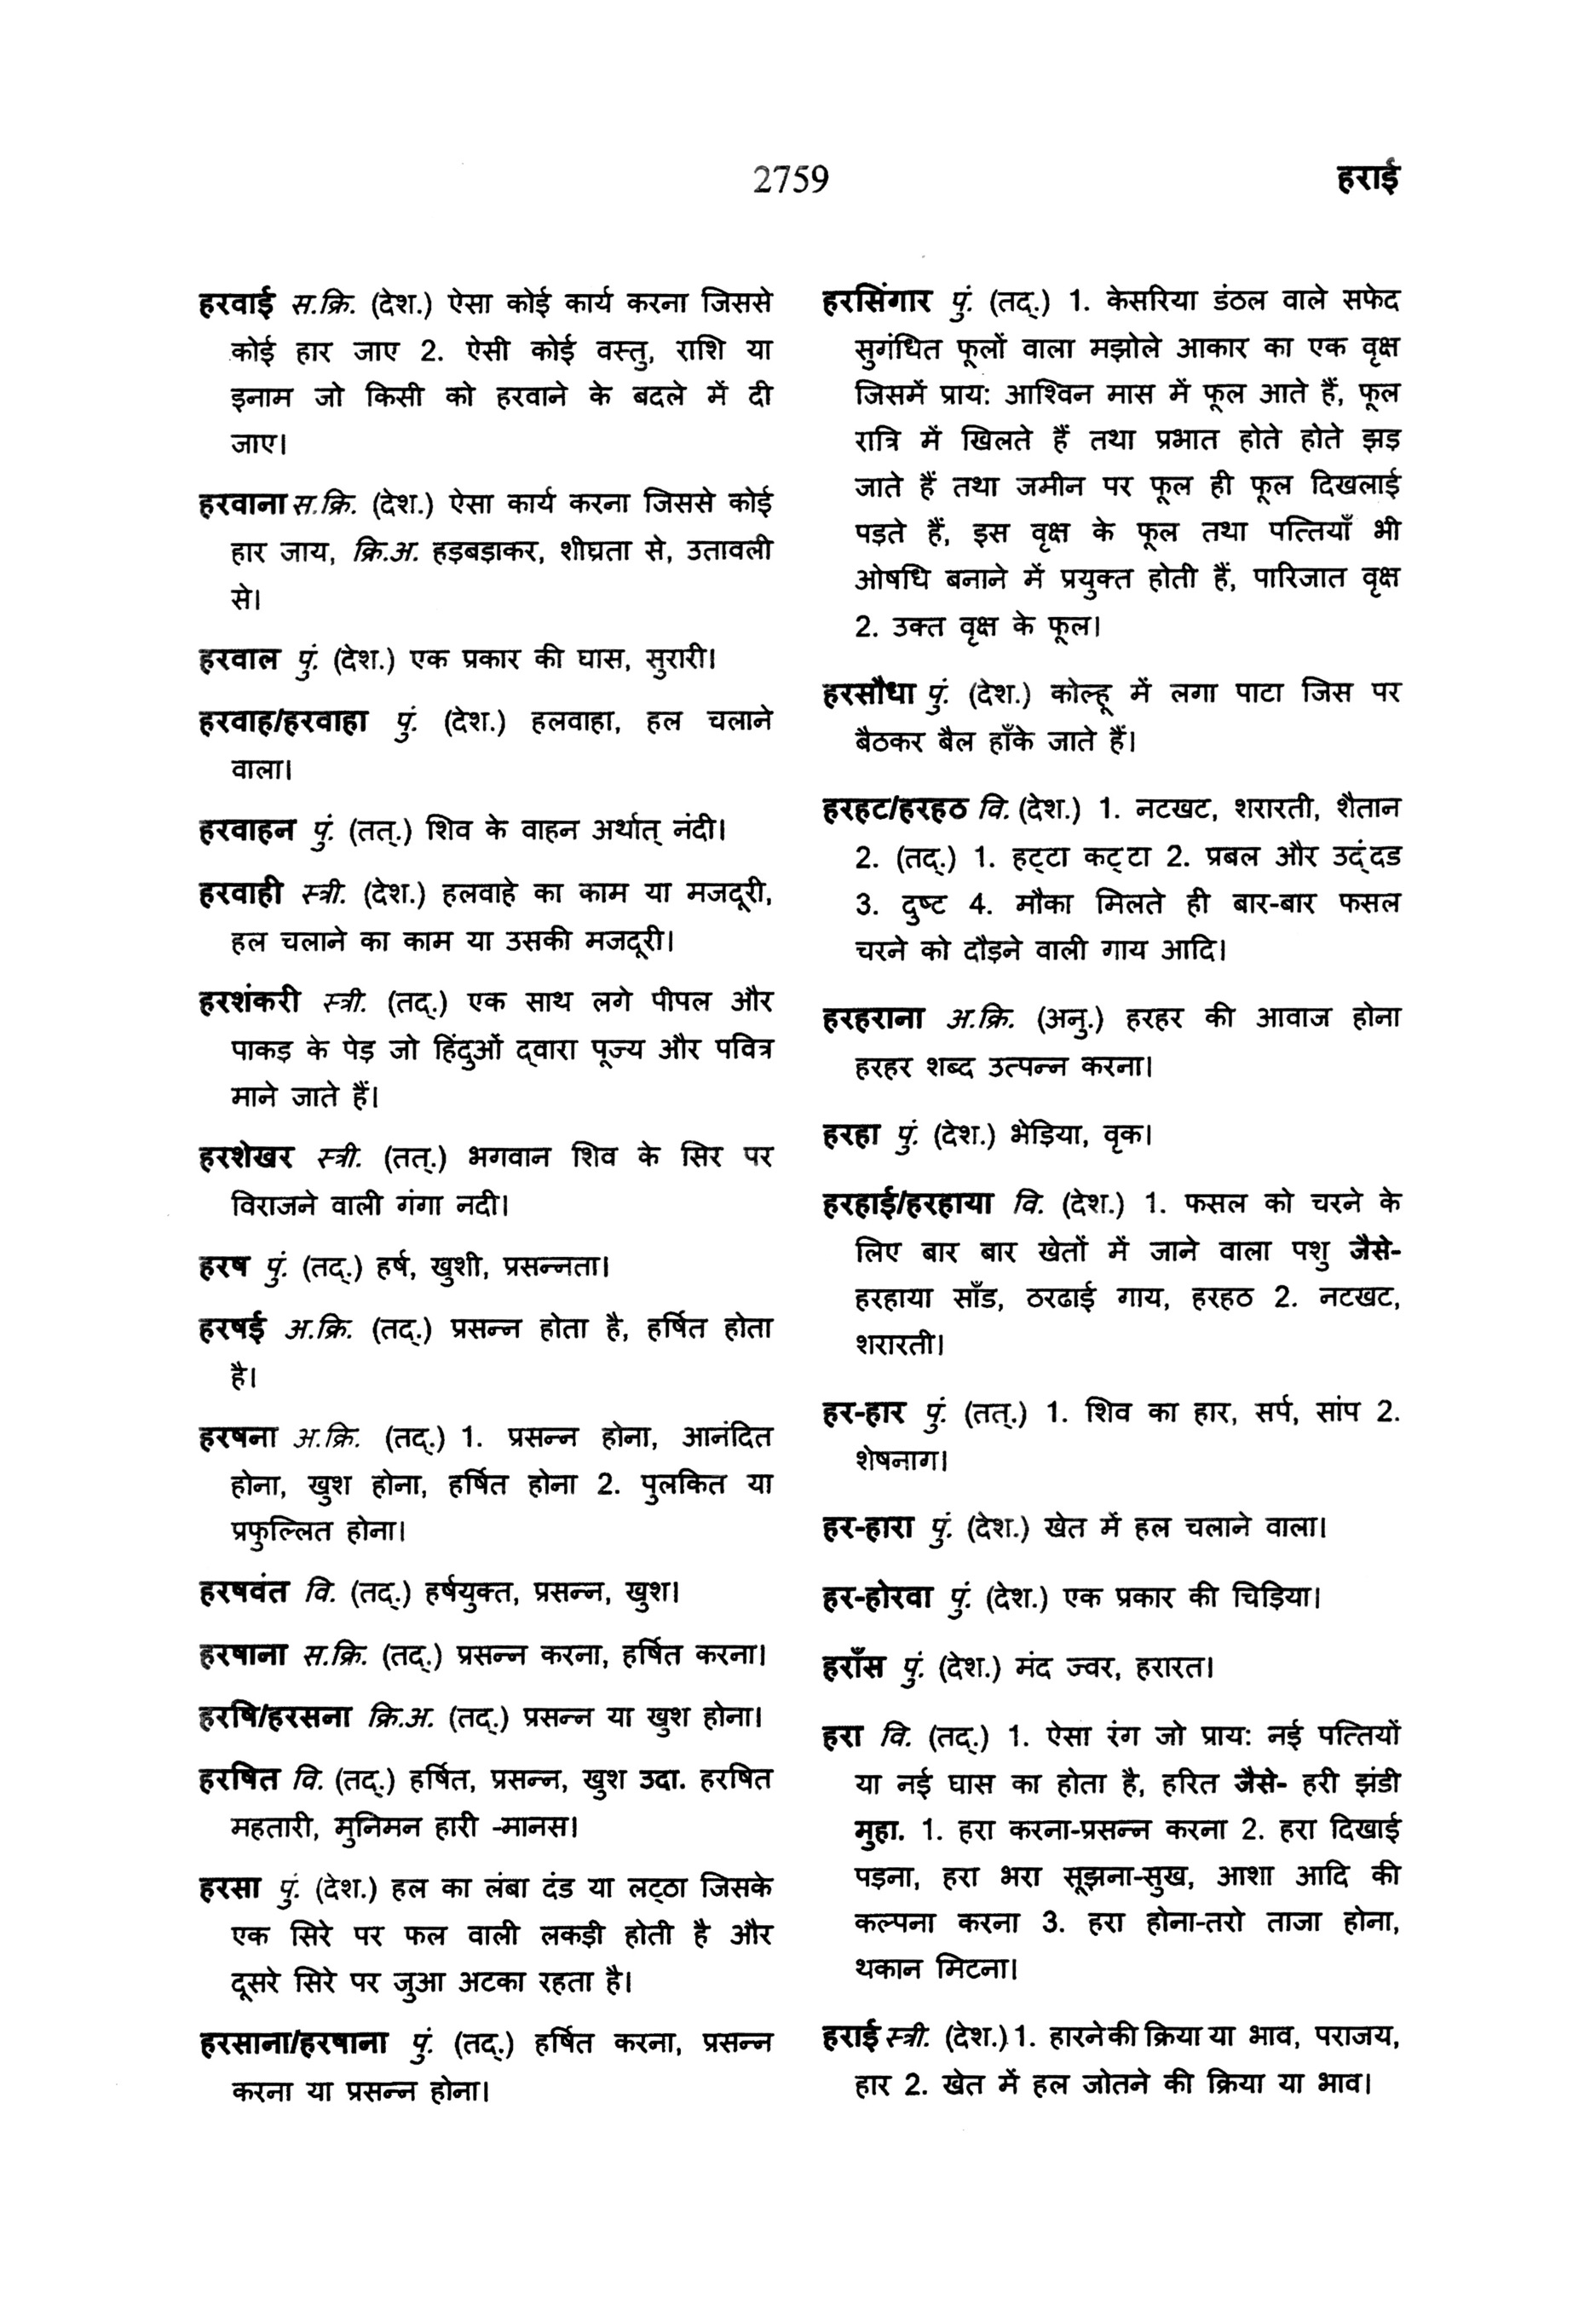 2759
हराई
हरवाई स.क्रि. (देश.) ऐसा कोई कार्य करना जिससे
कोई हार जाए 2. ऐसी कोई वस्तु, राशि या
इनाम जो किसी को हरवाने के बदले में दी
जाए।
हरवाना स.क्रि. (देश.) ऐसा कार्य करना जिससे कोई
हार जाय, क्रि.अ. हड़बड़ाकर, शीघ्रता से, उतावली
से।
हरवाल पुं. (देश.) एक प्रकार की घास, सुरारी।
हरवाह/हरवाहा पुं. (देश.) हलवाहा, हल चलाने
वाला।
हरवाहन पुं. (तत्.) शिव के वाहन अर्थात् नंदी।
हरवाही स्त्री. (देश.) हलवाहे का काम या मजदूरी,
हल चलाने का काम या उसकी मजदूरी।
हरशंकरी स्त्री. (तद्.) एक साथ लगे पीपल और
पाकड़ के पेड़ जो हिंदुओं द्‌वारा पूज्य और पवित्र
माने जाते हैं।
हरशेखर स्त्री. (तत्.) भगवान शिव के सिर पर
विराजने वाली गंगा नदी।
हरष पुं. (तद्.) हर्ष, खुशी, प्रसन्नता।
हरषई अ.क्रि. (तद्.) प्रसन्न होता है, हर्षित होता
है।
हरषना अ.क्रि. (तद्.) 1. प्रसन्न होना, आनंदित
होना, खुश होना, हर्षित होना 2. पुलकित या
प्रफुल्लित होना।
हरषवंत वि. (तद्.) हर्षयुक्त, प्रसन्न, खुश।
हरषाना स.क्रि. (तद्.) प्रसन्न करना, हर्षित करना।
हरषि/हरसना क्रि.अ. (तद्.) प्रसन्न या खुश होना।
हरषित वि. (तद्.) हर्षित, प्रसन्न, खुश उदा. हरषित
महतारी, मुनिमन हारी -मानस।
हरसा पुं. (देश.) हल का लंबा दंड या लट्‌ठा जिसके
एक सिरे पर फल वाली लकड़ी होती है और
दूसरे सिरे पर जुआ अटका रहता है।
हरसाना/हरषाना पुं. (तद्.) हर्षित करना, प्रसन्न
करना या प्रसन्न होना।
हरसिंगार पुं. (तद्.) 1. केसरिया डंठल वाले सफेद
सुगंधित फूलों वाला मझोले आकार का एक वृक्ष
जिसमें प्राय: आश्विन मास में फूल आते हैं, फूल
रात्रि में खिलते हैं तथा प्रभात होते होते झड़
जाते हैं तथा जमीन पर फूल ही फूल दिखलाई
पड़ते हैं, इस वृक्ष के फूल तथा पत्तियाँ भी
ओषधि बनाने में प्रयुक्त होती हैं, पारिजात वृक्ष
2. उक्त वृक्ष के फूल।
हरसौधा पुं. (देश.) कोल्हू में लगा पाटा जिस पर
बैठकर बैल हाँके जाते हैं।
हरहट/हरहठ वि. (देश.) 1. नटखट, शरारती, शैतान
2. (तद्.) 1. हट्‌टा कट्‌टा 2. प्रबल और उद्‌ंदड
3. दुष्ट 4. मौका मिलते ही बार-बार फसल
चरने को दौड़ने वाली गाय आदि।
हरहराना अ.क्रि. (अनु.) हरहर की आवाज होना
हरहर शब्द उत्पन्न करना।
हरहा पुं. (देश.) भेड़िया, वृक।
हरहाई/हरहाया वि. (देश.) 1. फसल को चरने के
लिए बार बार खेतों में जाने वाला पशु जैसे-
हरहाया साँड, ठरढाई गाय, हरहठ 2. नटखट,
शरारती।
हर-हार पुं. (तत्.) 1. शिव का हार, सर्प, सांप 2.
शेषनाग।
हर-हारा पुं. (देश.) खेत में हल चलाने वाला।
हर-होरवा पुं. (देश.) एक प्रकार की चिड़िया।
हराँस पुं. (देश.) मंद ज्वर, हरारत।
हरा वि. (तद्.) 1. ऐसा रंग जो प्राय: नई पत्तियों
या नई घास का होता है, हरित जैसे- हरी झंडी
मुहा. 1. हरा करना-प्रसन्न करना 2. हरा दिखाई
पड़ना, हरा भरा सूझना-सुख, आशा आदि की
कल्पना करना 3. हरा होना-तरो ताजा होना,
थकान मिटना।
हराई स्त्री. (देश.) 1. हारने की क्रिया या भाव, पराजय,
हार 2. खेत में हल जोतने की क्रिया या भाव।